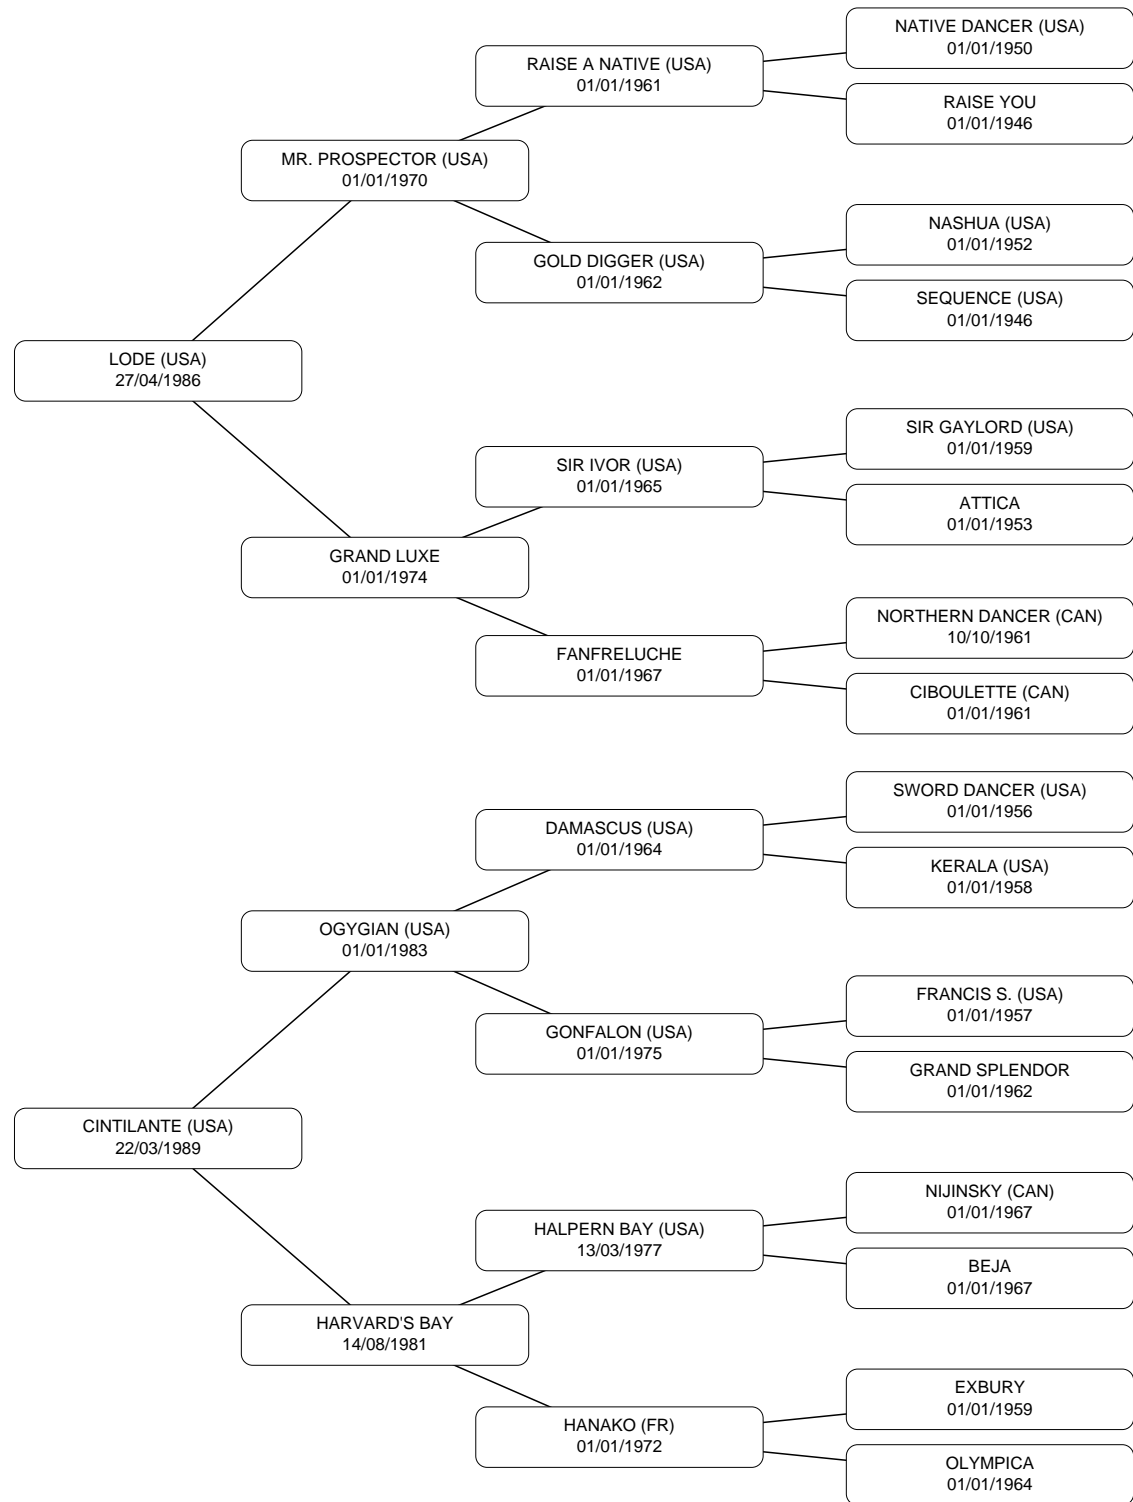 NATIVE DANCER (USA)
01/01/1950
RAISE A NATIVE (USA)
01/01/1961
RAISE YOU
01/01/1946
MR. PROSPECTOR (USA)
01/01/1970
NASHUA (USA)
01/01/1952
GOLD DIGGER (USA)
01/01/1962
SEQUENCE (USA)
01/01/1946
LODE (USA)
27/04/1986
SIR GAYLORD (USA)
01/01/1959
SIR IVOR (USA)
01/01/1965
ATTICA
01/01/1953
GRAND LUXE
01/01/1974
NORTHERN DANCER (CAN)
10/10/1961
FANFRELUCHE
01/01/1967
CIBOULETTE (CAN)
01/01/1961
SWORD DANCER (USA)
01/01/1956
DAMASCUS (USA)
01/01/1964
KERALA (USA)
01/01/1958
OGYGIAN (USA)
01/01/1983
FRANCIS S. (USA)
01/01/1957
GONFALON (USA)
01/01/1975
GRAND SPLENDOR
01/01/1962
CINTILANTE (USA)
22/03/1989
NIJINSKY (CAN)
01/01/1967
HALPERN BAY (USA)
13/03/1977
BEJA
01/01/1967
HARVARD'S BAY
14/08/1981
EXBURY
01/01/1959
HANAKO (FR)
01/01/1972
OLYMPICA
01/01/1964